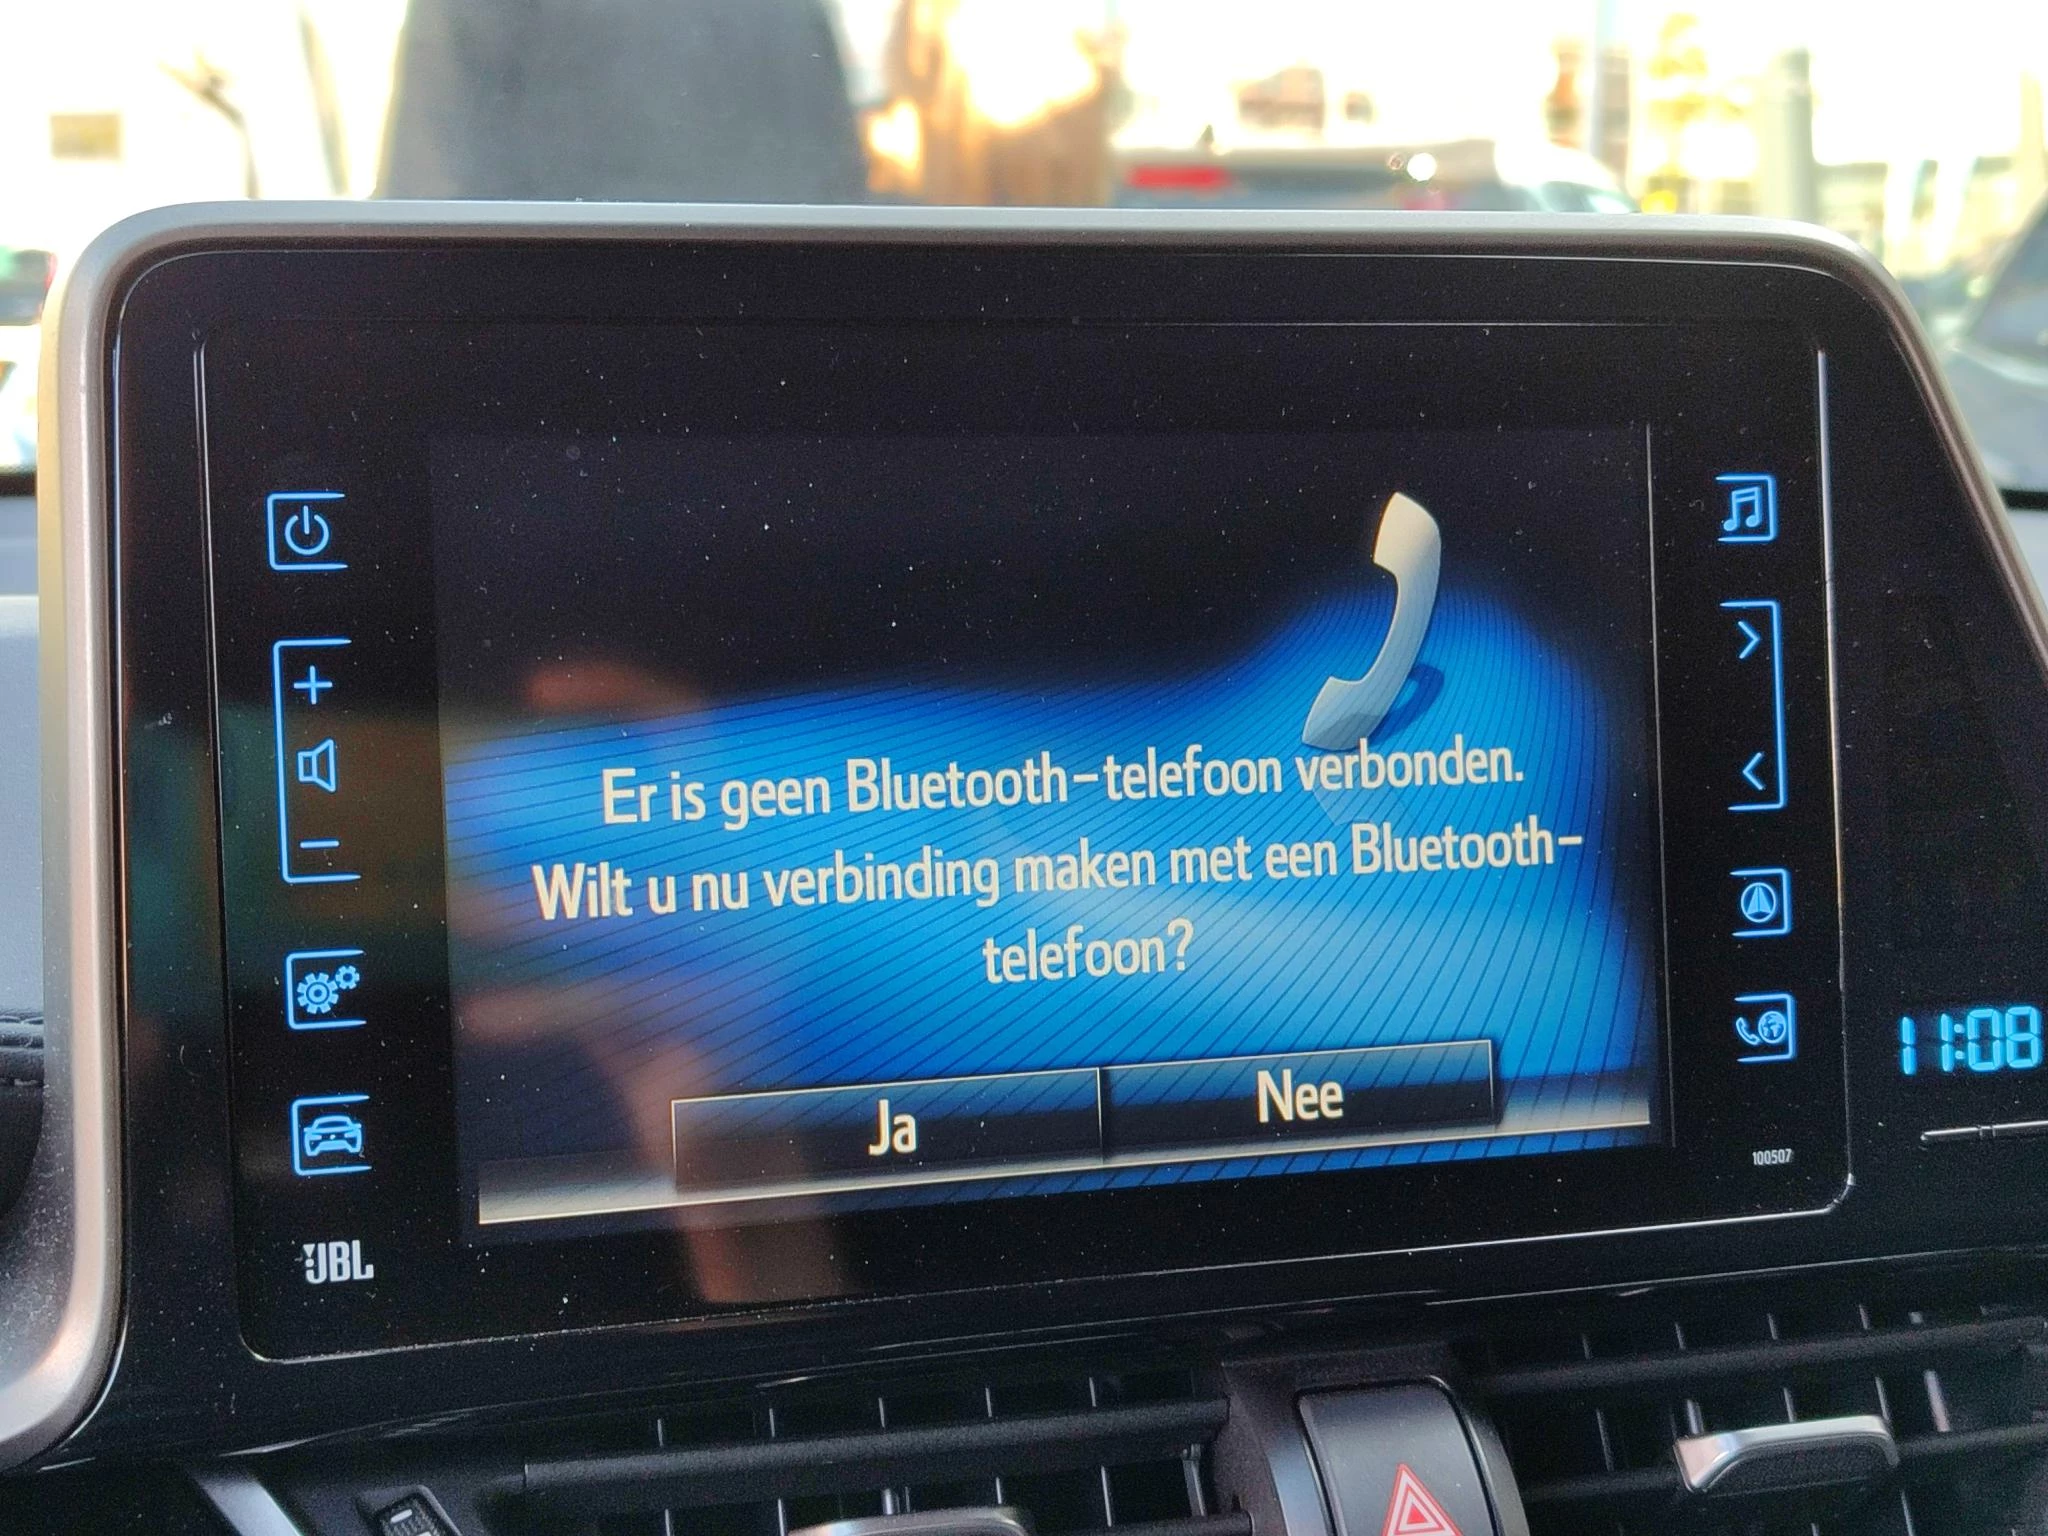 Er is geen Bluetooth-telefoon verbonden.
Wilt u nu verbinding maken met een Bluetooth-
telefoon?
Ja
Nee
11:08
100507
JBL